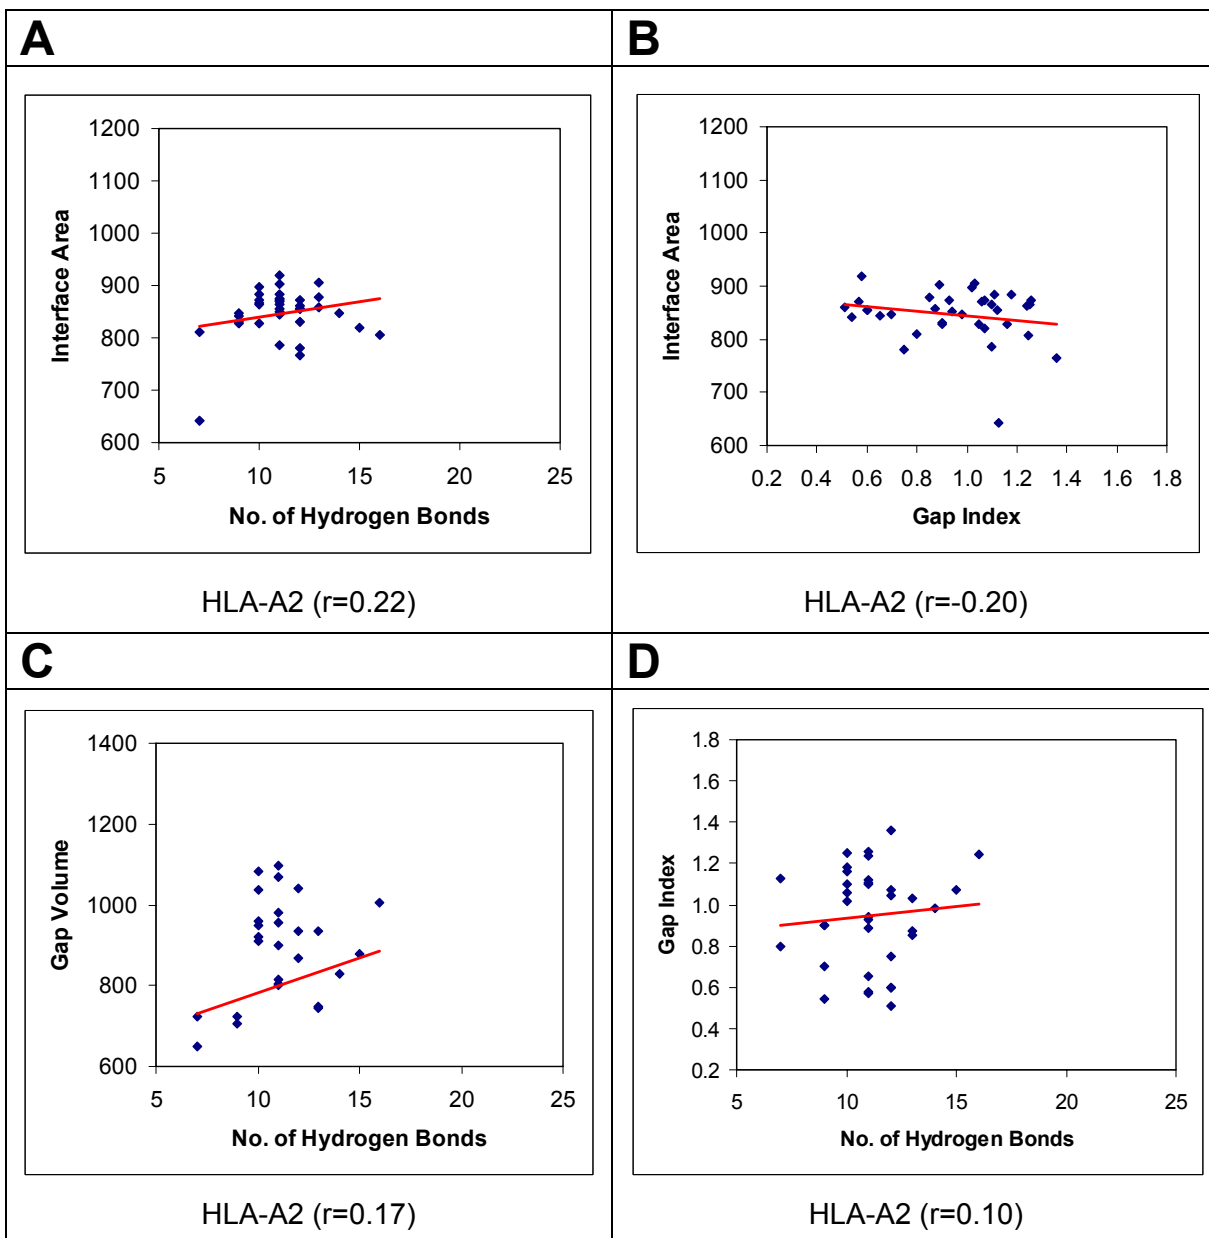 A
B
1200
1100
1000
900
800
700
600
5
10
15
20
25
Interface Area
No. of Hydrogen Bonds
HLA-A2 (r=0.22)
1200
1100
1000
900
800
700
600
0.2 0.4 0.6 0.8 1.0 1.2 1.4 1.6 1.8
Interface Area
Gap Index
HLA-A2 (r=-0.20)
C
D
1400
1200
1000
800
600
5
10
15
20
25
Gap Volume
No. of Hydrogen Bonds
HLA-A2 (r=0.17)
1.8
1.6
1.4
1.2
1.0
0.8
0.6
0.4
0.2
5
10
15
20
25
Gap Index
No. of Hydrogen Bonds
HLA-A2 (r=0.10)